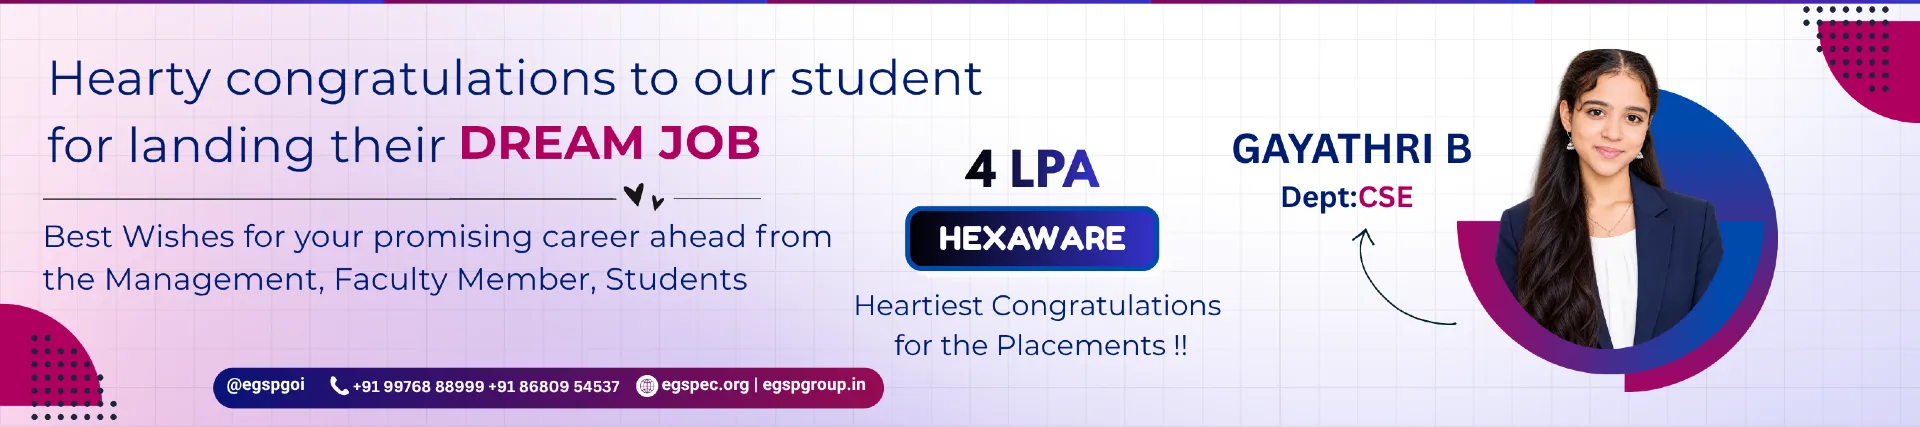 Hearty congratulations to our student
for landing their DREAM JOB
Best Wishes for your promising career ahead from
the Management, Faculty Member, Students
@egspgoi +91 99768 88999 +91 86809 54537 egspec.org | egspgroup.in
4 LPA
HEXAWARE
Heartiest Congratulations
for the Placements !!
GAYATHRI B
Dept:CSE